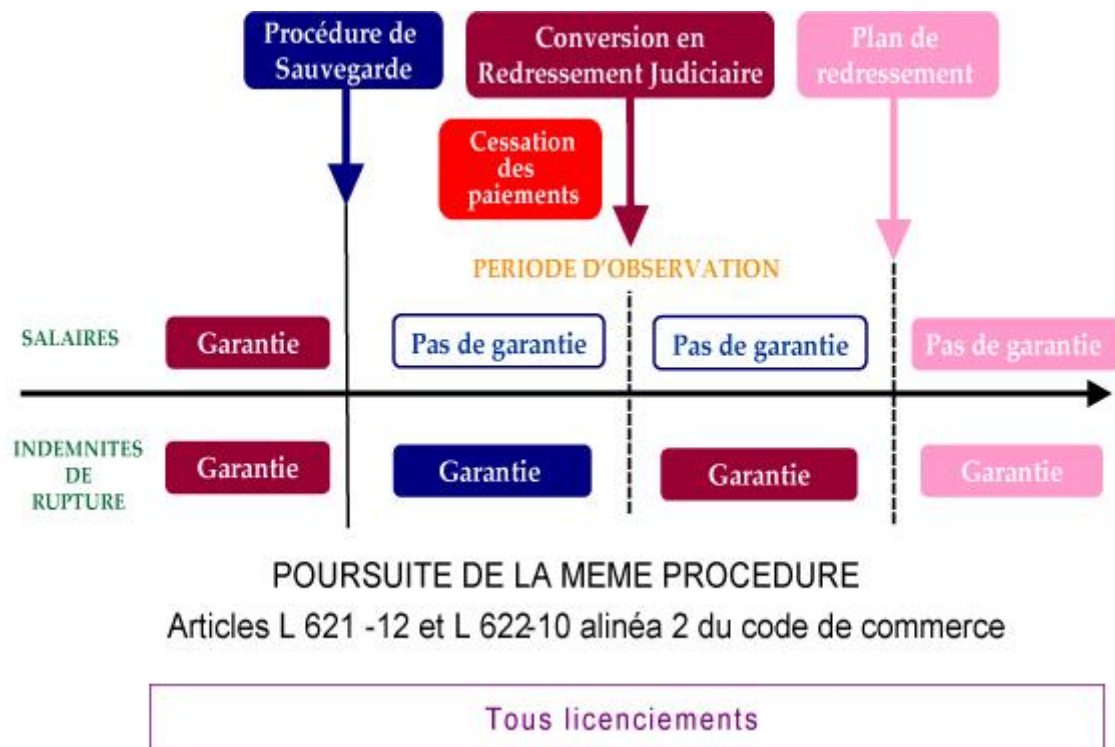 Procédure de
Sauvegarde
Conversion en
Redressement Judiciaire
Plan de
redressement
Cessation
des
paiements
PERIODE D'OBSERVATION
SALAIRES
Garantie
Pas de garantie
Pas de garantie
Pas de garantie
INDEMNITES
DE
RUPTURE
Garantie
Garantie
Garantie
Garantie
POURSUITE DE LA MEME PROCEDURE
Articles L 621 -12 et L 622-10 alinéa 2 du code de commerce
Tous licenciements